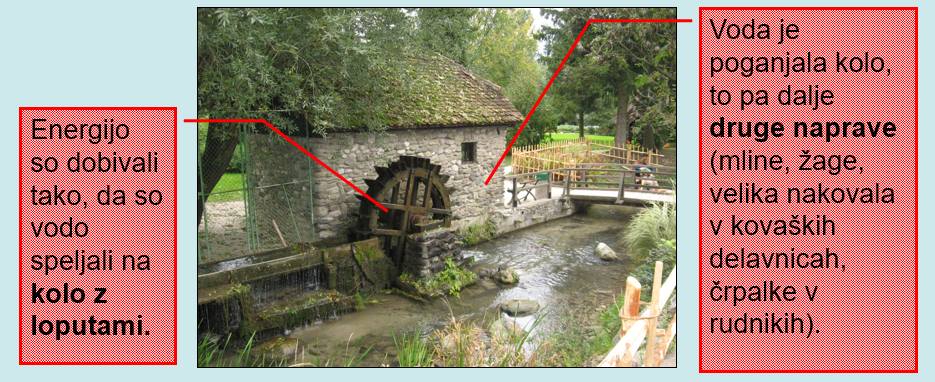 Energijo
so dobivali
tako, da so
vodo
speljali na
kolo z
loputami.
Voda je
poganjala kolo,
to pa dalje
druge naprave
(mline, žage,
velika nakovala
v kovaških
delavnicah,
črpalke v
rudnikih).